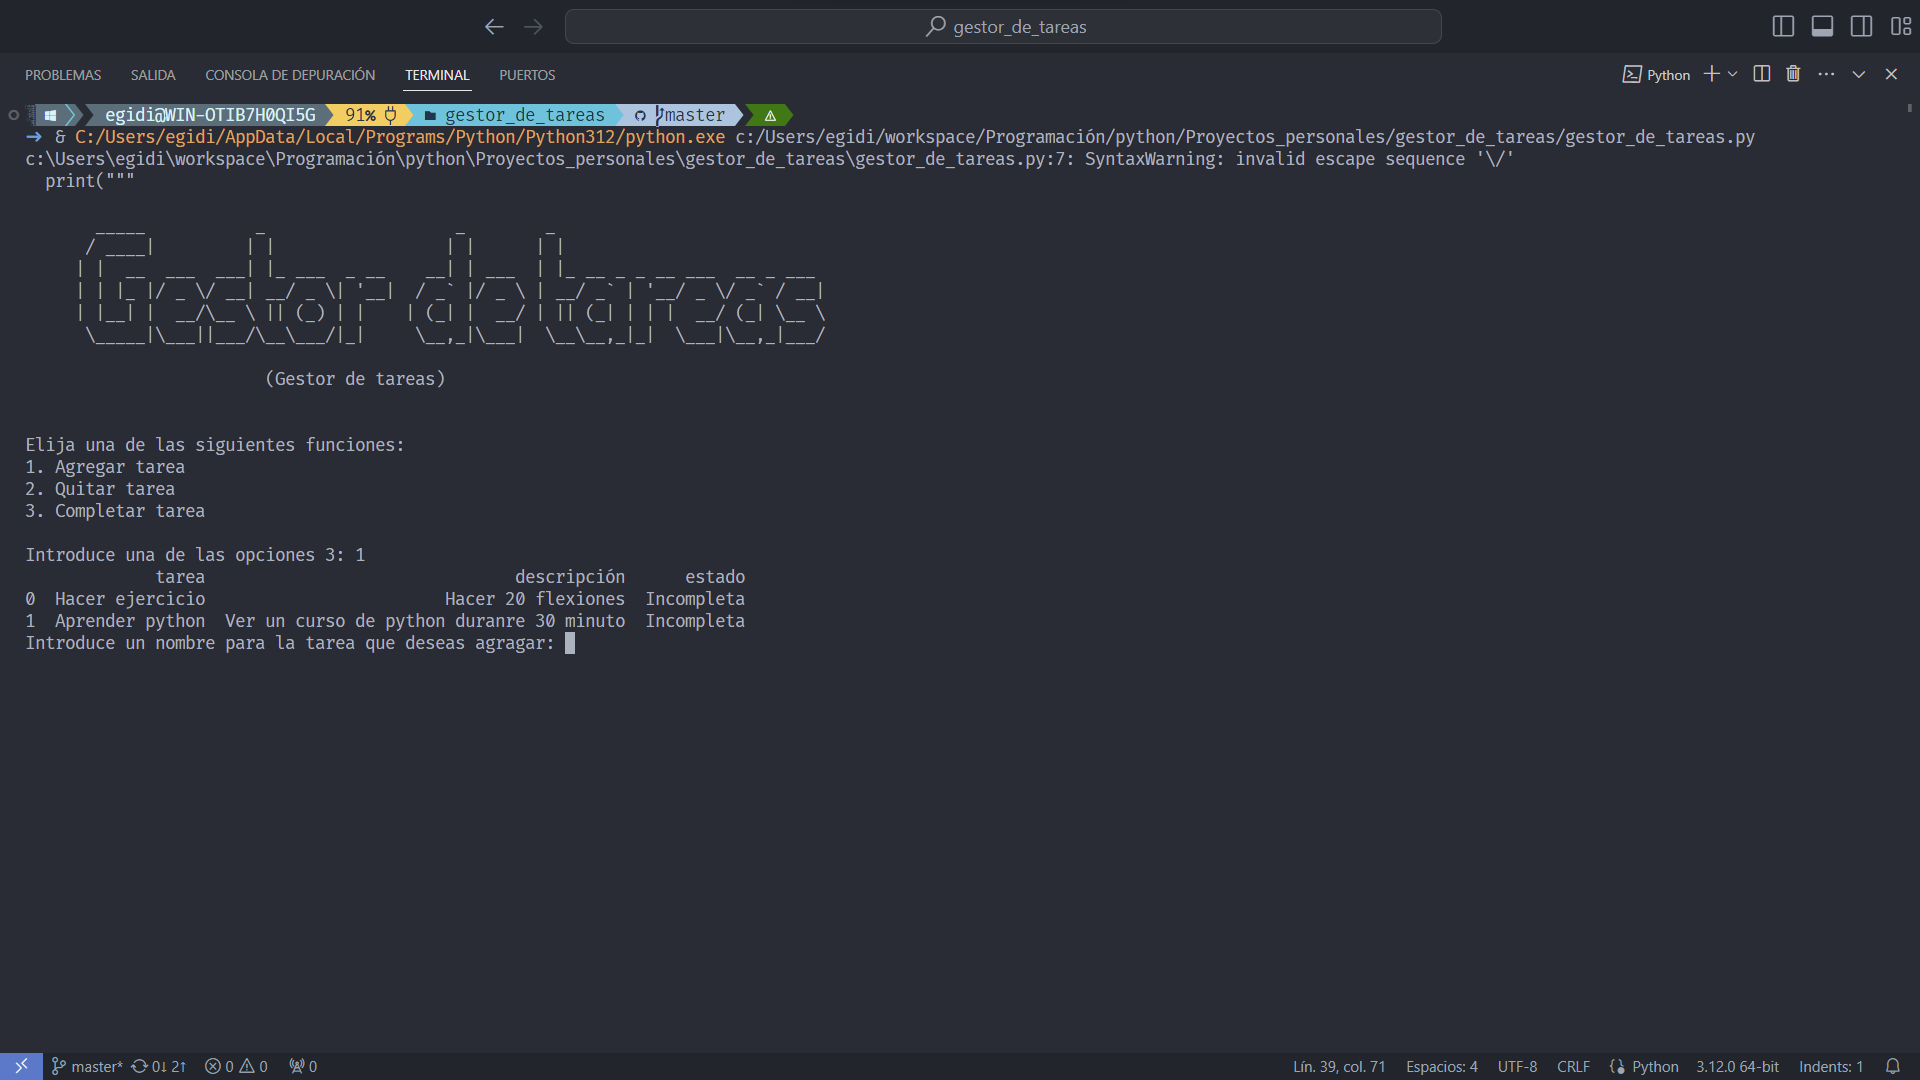 gestor_de_tareas
PROBLEMAS SALIDA CONSOLA DE DEPURACIÓN TERMINAL PUERTOS Python
egidi@WIN-OTIB7H0QI5G 91% gestor_de_tareas master
→ & C:/Users/egidi/AppData/Local/Programs/Python/Python312/python.exe c:/Users/egidi/workspace/Programación/python/Proyectos_personales/gestor_de_tareas/gestor_de_tareas.py
c:\Users\egidi\workspace\Programación\python\Proyectos_personales\gestor_de_tareas\gestor_de_tareas.py:7: SyntaxWarning: invalid escape sequence '\/'
print("""
Gestor de tareas
(Gestor de tareas)
Elija una de las siguientes funciones:
1. Agregar tarea
2. Quitar tarea
3. Completar tarea
Introduce una de las opciones 3: 1
tarea descripción estado
0 Hacer ejercicio Hacer 20 flexiones Incompleta
1 Aprender python Ver un curso de python duranre 30 minuto Incompleta
Introduce un nombre para la tarea que deseas agragar:
master* 0↓ 2↑ 0 0 0 Lín. 39, col. 71 Espacios: 4 UTF-8 CRLF Python 3.12.0 64-bit Indents: 1